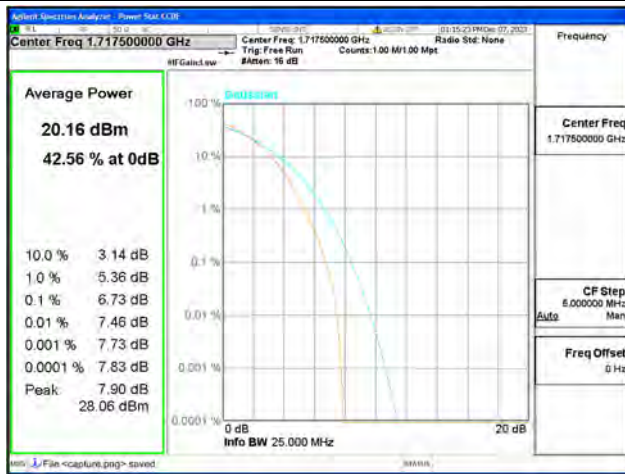 Agilent Spectrum Analyzer - Power Stat CCDF
Center Freq 1.717500000 GHz
Center Freq: 1.717500000 GHz
Radio Std: None
01:15:23 PM Dec 07, 2023
Trig: Free Run
Counts:1.00 M/1.00 Mpt
#IFGain:Low
#Atten: 16 dB
Frequency
Average Power
20.16 dBm
42.56 % at 0dB
10.0 % 3.14 dB
1.0 % 5.36 dB
0.1 % 6.73 dB
0.01 % 7.46 dB
0.001 % 7.73 dB
0.0001 % 7.83 dB
Peak 7.90 dB
28.06 dBm
Gaussian
100 %
10 %
1 %
0.1 %
0.01 %
0.001 %
0.0001 %
0 dB
20 dB
Info BW 25.000 MHz
Center Freq
1.717500000 GHz
CF Step
5.000000 MHz
Auto Man
Freq Offset
0 Hz
MSG
File <capture.png> saved
STATUS